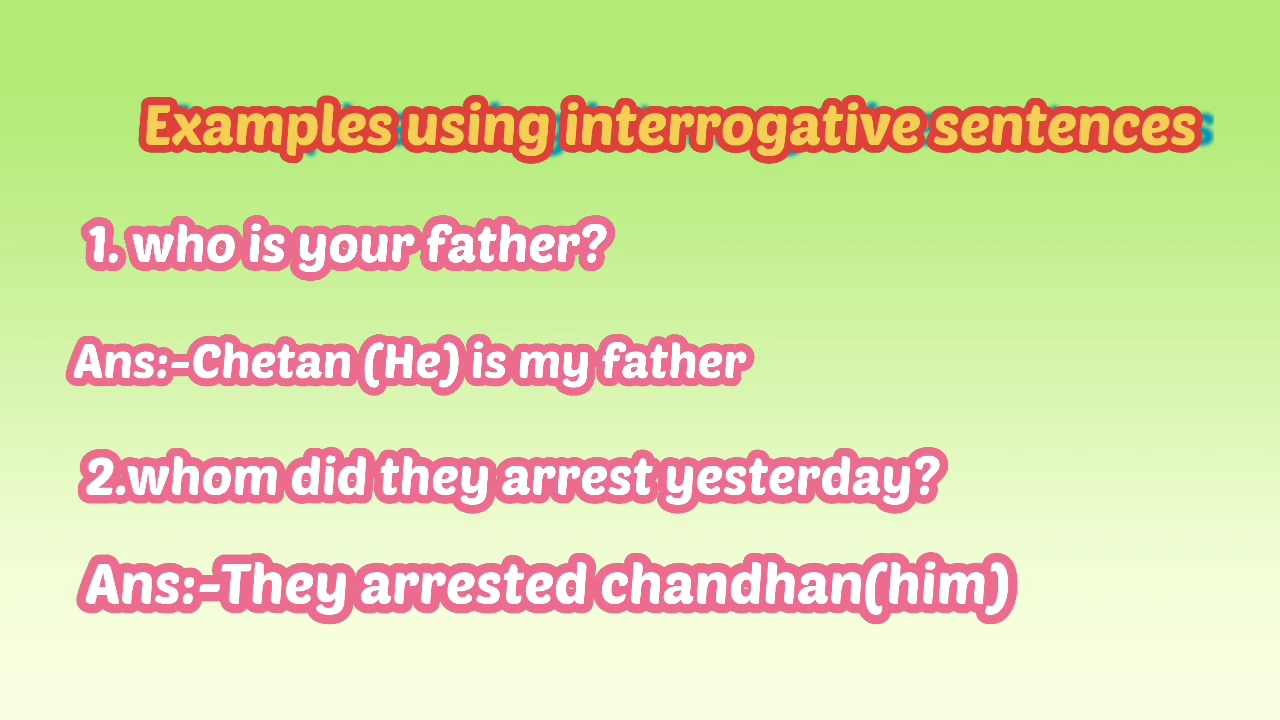 Examples using interrogative sentences
1. who is your father?
Ans:-Chetan (He) is my father
2.whom did they arrest yesterday?
Ans:-They arrested chandhan(him)